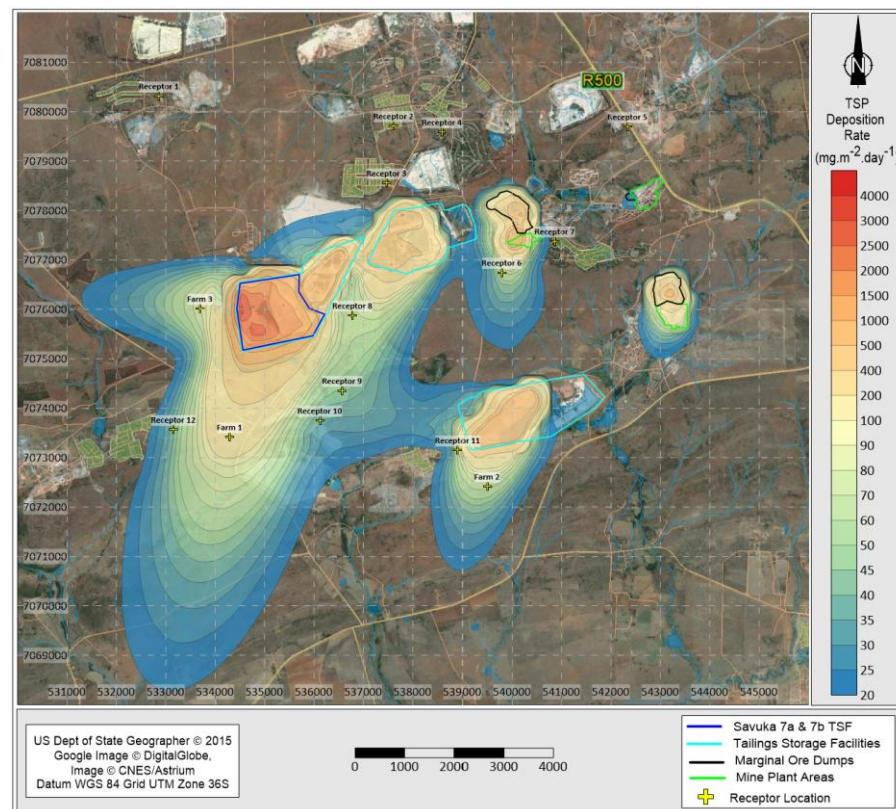 7081000
7080000
7079000
7078000
7077000
7076000
7075000
7074000
7073000
7072000
7071000
7070000
7069000
531000 532000 533000 534000 535000 536000 537000 538000 539000 540000 541000 542000 543000 544000 545000
R500
Receptor 1
Receptor 2
Receptor 4
Receptor 5
Receptor 3
Receptor 7
Receptor 6
Farm 3
Receptor 8
Receptor 9
Receptor 10
Receptor 12
Farm 1
Receptor 11
Farm 2
N
TSP
Deposition
Rate
(mg.m-2.day-1)
4000
3000
2500
2000
1500
1000
500
400
200
100
90
80
70
60
50
45
40
35
30
25
20
US Dept of State Geographer © 2015
Google Image © DigitalGlobe,
Image © CNES/Astrium
Datum WGS 84 Grid UTM Zone 36S
0 1000 2000 3000 4000
Savuka 7a & 7b TSF
Tailings Storage Facilities
Marginal Ore Dumps
Mine Plant Areas
Receptor Location